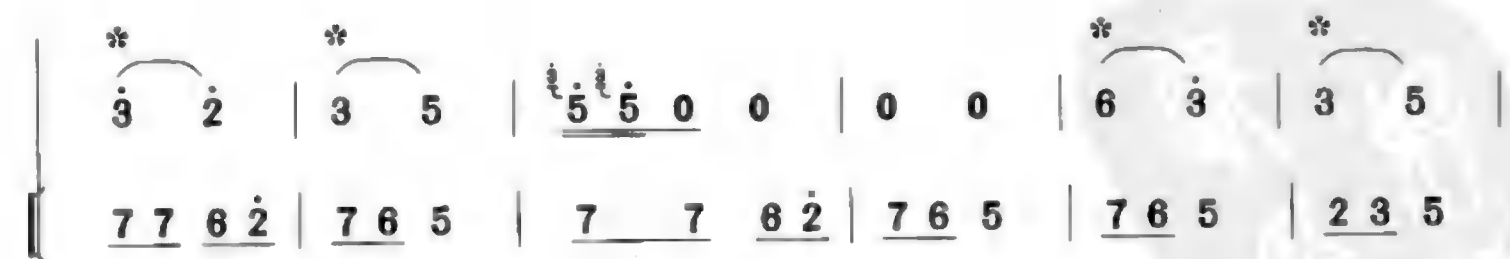 * *  * *
3̇ 2̇ | 3 5 | 5̇ 5̇ 0 0 | 0 0 | 6 3̇ | 3 5 |
7 7 6 2̇ | 7 6 5 | 7 7 6 2̇ | 7 6 5 | 7 6 5 | 2 3 5